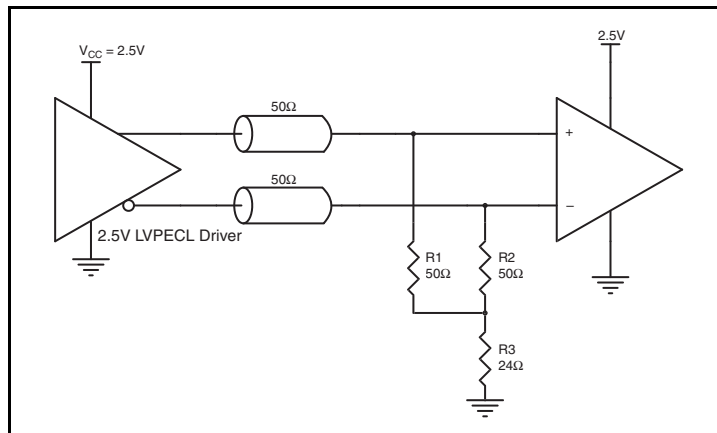 V_CC = 2.5V
2.5V
50Ω
+
50Ω
−
2.5V LVPECL Driver
R1
50Ω
R2
50Ω
R3
24Ω